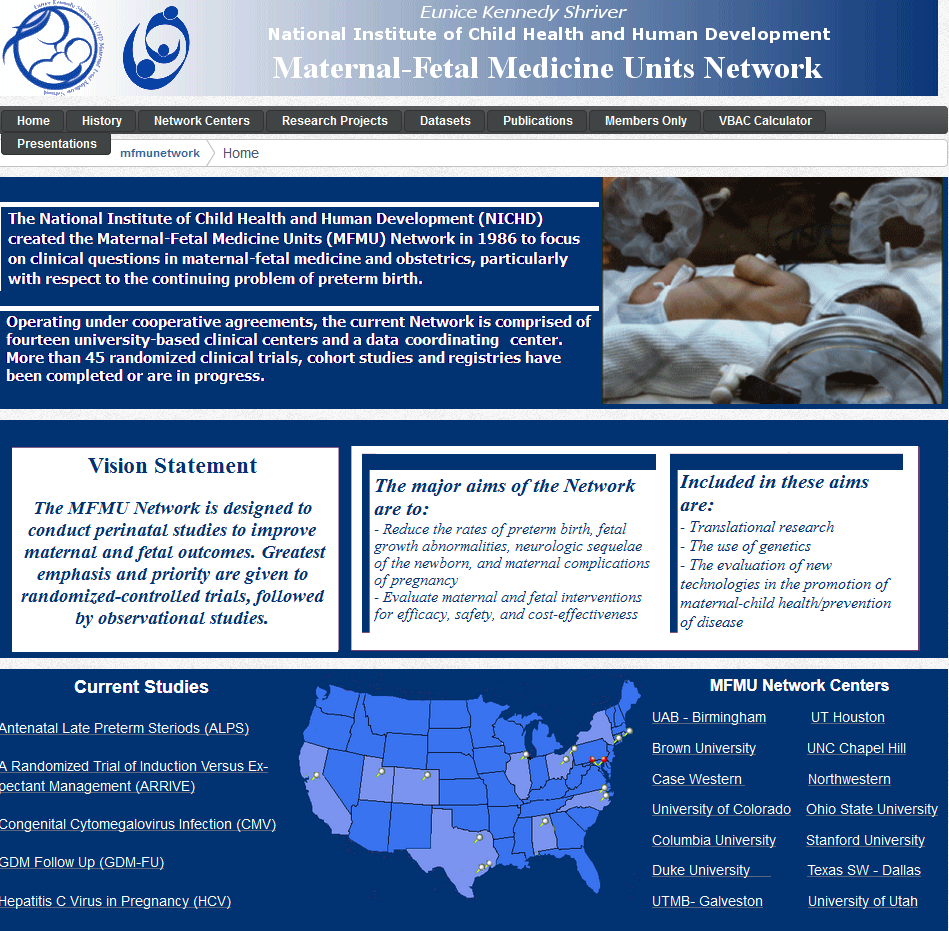 Eunice Kennedy Shriver
National Institute of Child Health and Human Development
Maternal-Fetal Medicine Units Network
Home
History
Network Centers
Research Projects
Datasets
Publications
Members Only
VBAC Calculator
Presentations
mfmunetwork
Home
The National Institute of Child Health and Human Development (NICHD)
created the Maternal-Fetal Medicine Units (MFMU) Network in 1986 to focus
on clinical questions in maternal-fetal medicine and obstetrics, particularly
with respect to the continuing problem of preterm birth.
Operating under cooperative agreements, the current Network is comprised of
fourteen university-based clinical centers and a data coordinating center.
More than 45 randomized clinical trials, cohort studies and registries have
been completed or are in progress.
Vision Statement
The MFMU Network is designed to
conduct perinatal studies to improve
maternal and fetal outcomes. Greatest
emphasis and priority are given to
randomized-controlled trials, followed
by observational studies.
The major aims of the Network
are to:
- Reduce the rates of preterm birth, fetal
growth abnormalities, neurologic sequelae
of the newborn, and maternal complications
of pregnancy
- Evaluate maternal and fetal interventions
for efficacy, safety, and cost-effectiveness
Included in these aims
are:
- Translational research
- The use of genetics
- The evaluation of new
technologies in the promotion of
maternal-child health/prevention
of disease
Current Studies
Antenatal Late Preterm Steriods (ALPS)
A Randomized Trial of Induction Versus Ex-
pectant Management (ARRIVE)
Congenital Cytomegalovirus Infection (CMV)
GDM Follow Up (GDM-FU)
Hepatitis C Virus in Pregnancy (HCV)
MFMU Network Centers
UAB - Birmingham
UT Houston
Brown University
UNC Chapel Hill
Case Western
Northwestern
University of Colorado
Ohio State University
Columbia University
Stanford University
Duke University
Texas SW - Dallas
UTMB- Galveston
University of Utah